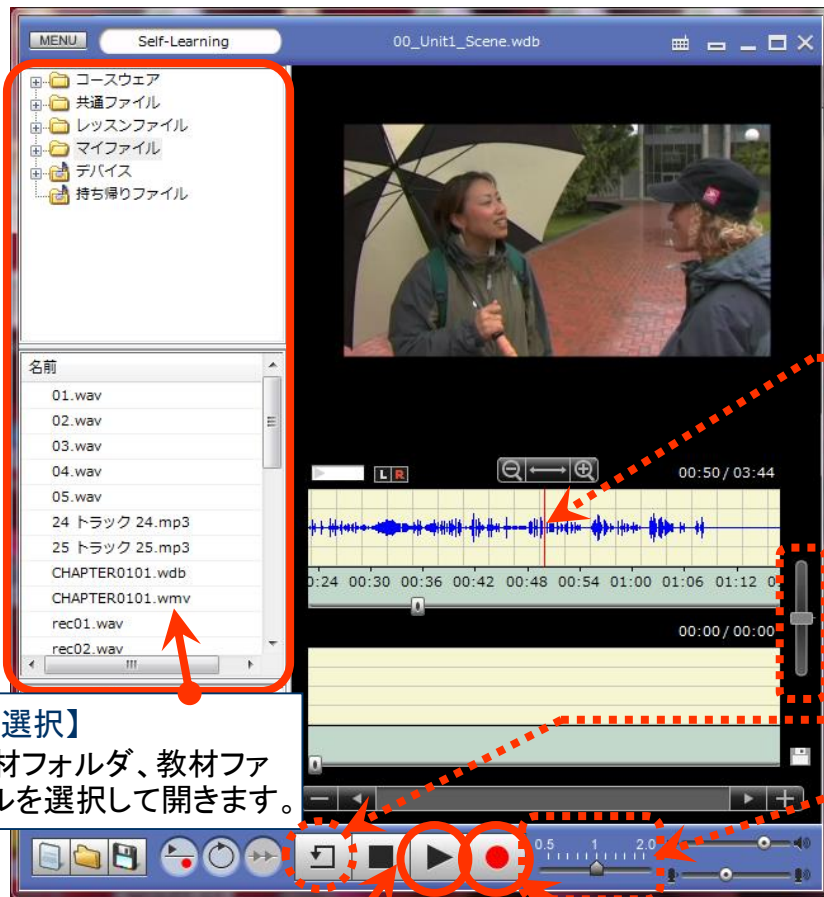 MENU Self-Learning 00_Unit1_Scene.wdb
コースウェア
共通ファイル
レッスンファイル
マイファイル
デバイス
持ち帰りファイル
名前
01.wav
02.wav
03.wav
04.wav
05.wav
24 トラック 24.mp3
25 トラック 25.mp3
CHAPTER0101.wdb
CHAPTER0101.wmv
rec01.wav
rec02.wav
L R 00:50 / 03:44
0:24 00:30 00:36 00:42 00:48 00:54 01:00 01:06 01:12 0
00:00 / 00:00
選択】
材フォルダ、教材ファ
ルを選択して開きます。
0.5 1 2.0